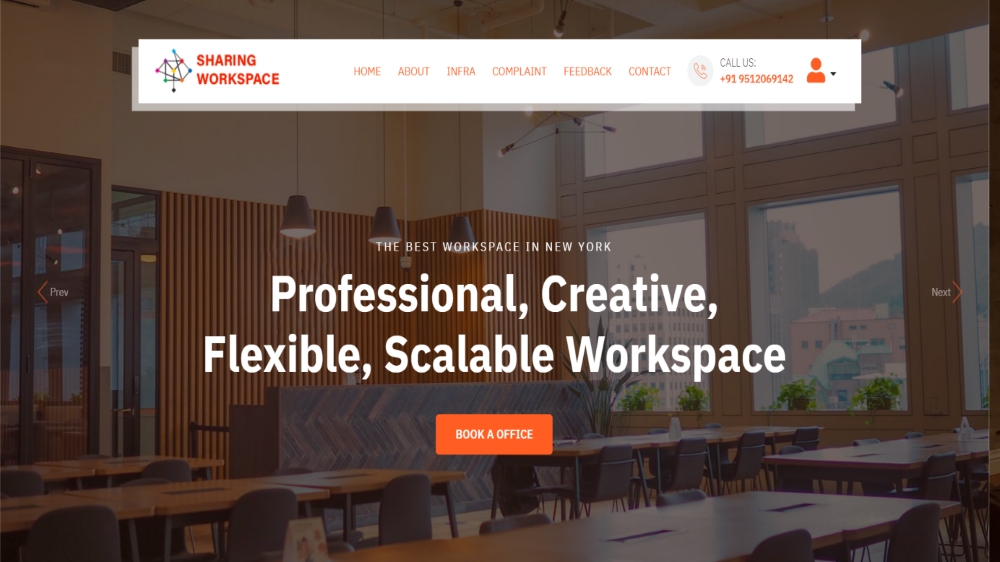 SHARING
WORKSPACE
HOME ABOUT INFRA COMPLAINT FEEDBACK CONTACT
CALL US:
+91 9512069142
THE BEST WORKSPACE IN NEW YORK
Professional, Creative,
Flexible, Scalable Workspace
Prev
Next
BOOK A OFFICE